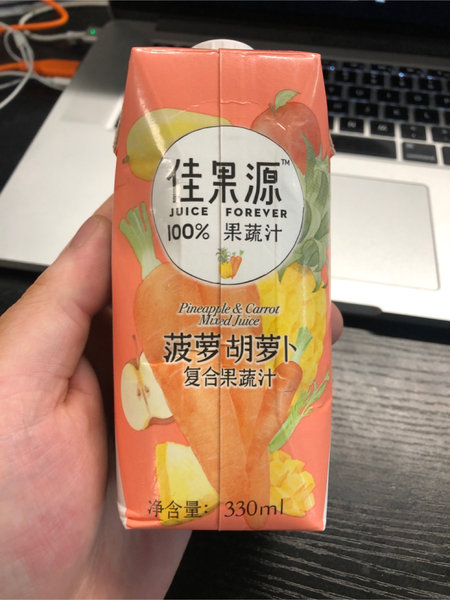 佳果源™
JUICE FOREVER
100% 果蔬汁
Pineapple & Carrot
Mixed Juice
菠萝胡萝卜
复合果蔬汁
净含量: 330ml